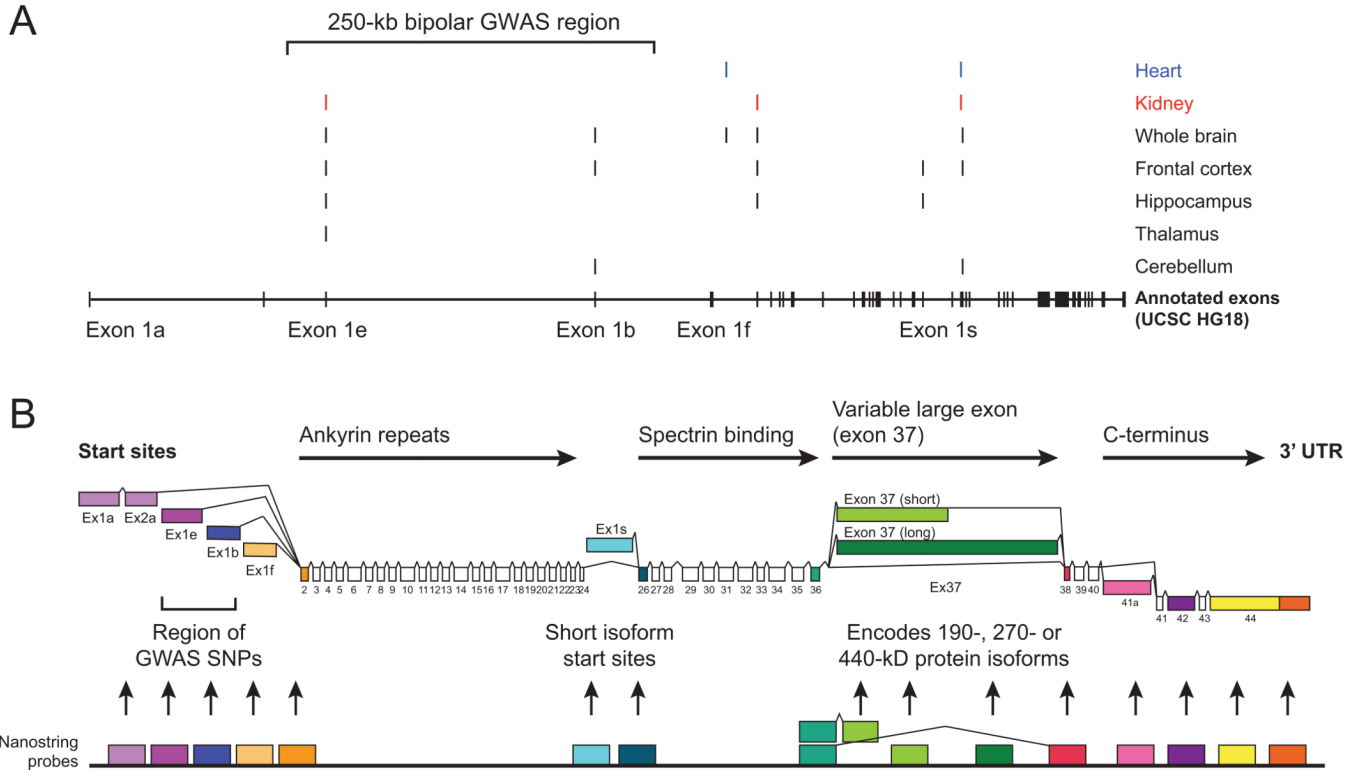 A
250-kb bipolar GWAS region
Heart
Kidney
Whole brain
Frontal cortex
Hippocampus
Thalamus
Cerebellum
Annotated exons
(UCSC HG18)
Exon 1a
Exon 1e
Exon 1b
Exon 1f
Exon 1s
B
Start sites
Ankyrin repeats
Spectrin binding
Variable large exon
(exon 37)
C-terminus
3’ UTR
Ex1a
Ex2a
Ex1e
Ex1b
Ex1f
Ex1s
Exon 37 (short)
Exon 37 (long)
Ex37
2 3 4 5 6 7 8 9 10 11 12 13 14 15 16 17 18 19 20 21 22 23 24
26 27 28 29 30 31 32 33 34 35 36
38 39 40
41a
41 42 43 44
Region of
GWAS SNPs
Short isoform
start sites
Encodes 190-, 270- or
440-kD protein isoforms
Nanostring
probes